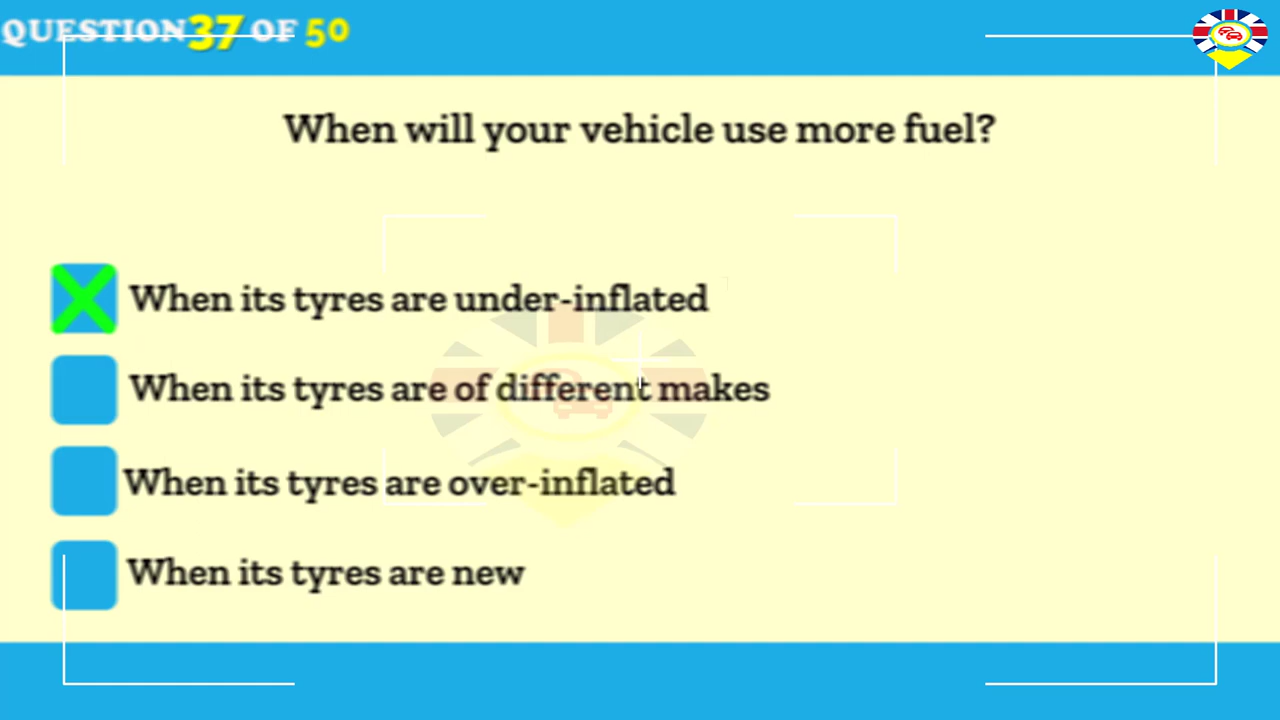 QUESTION 37 OF 50
When will your vehicle use more fuel?
When its tyres are under-inflated
When its tyres are of different makes
When its tyres are over-inflated
When its tyres are new